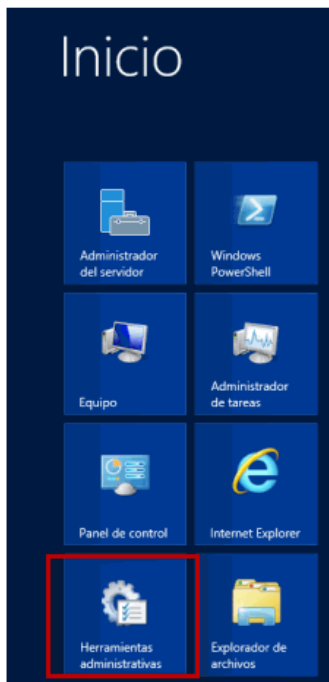 Inicio
Administrador
del servidor
Windows
PowerShell
Equipo
Administrador
de tareas
Panel de control
Internet Explorer
Herramientas
administrativas
Explorador de
archivos